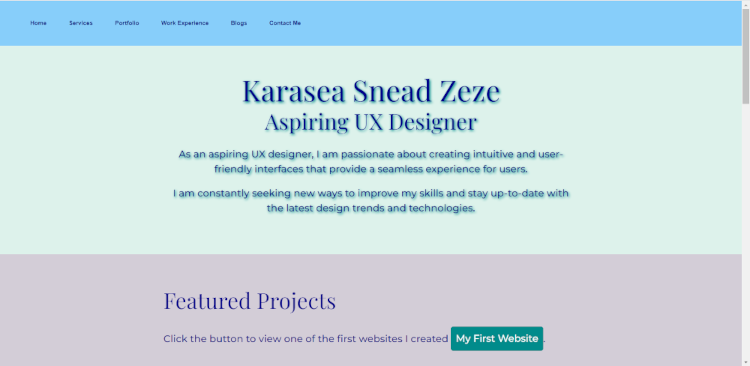 Home Services Portfolio Work Experience Blogs Contact Me
Karasea Snead Zeze
Aspiring UX Designer
As an aspiring UX designer, I am passionate about creating intuitive and user-
friendly interfaces that provide a seamless experience for users.
I am constantly seeking new ways to improve my skills and stay up-to-date with
the latest design trends and technologies.
Featured Projects
Click the button to view one of the first websites I created My First Website.